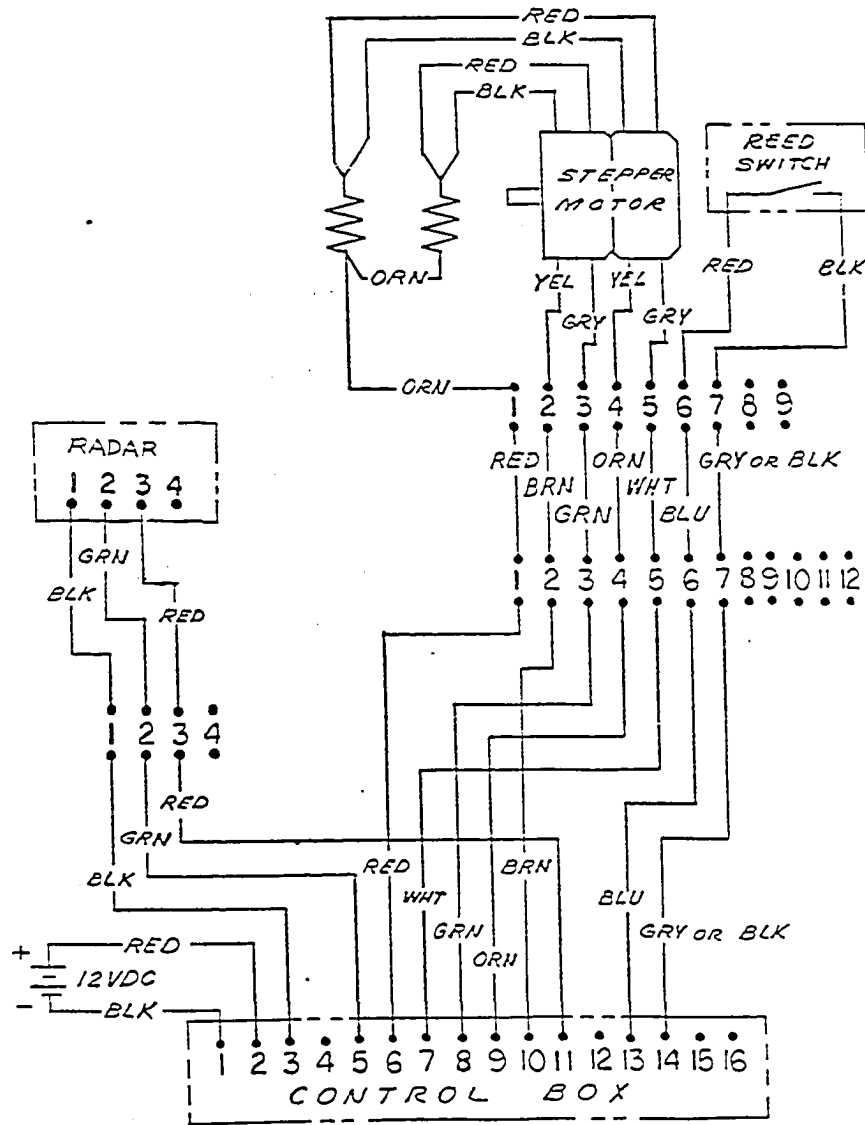 RED
BLK
RED
BLK
REED
SWITCH
STEPPER
MOTOR
ORN
YEL
YEL
RED
BLK
GRY
GRY
ORN
1 2 3 4 5 6 7 8 9
RADAR
1 2 3 4
RED
ORN
GRY OR BLK
BRN
WHT
GRN
BLU
GRN
BLK
RED
1 2 3 4 5 6 7 8 9 10 11 12
1 2 3 4
RED
GRN
BLK
RED
BRN
WHT
BLU
GRN
GRY OR BLK
ORN
+
RED
12VDC
-
BLK
1 2 3 4 5 6 7 8 9 10 11 12 13 14 15 16
CONTROL BOX